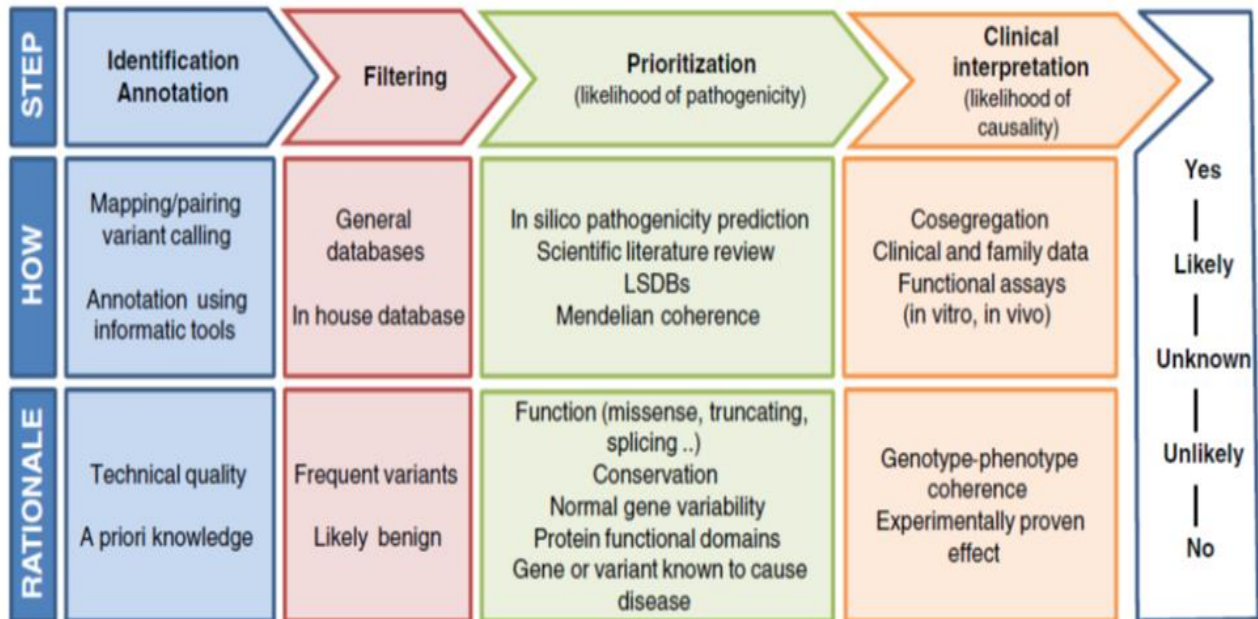 STEP
Identification
Annotation
Filtering
Prioritization
(likelihood of pathogenicity)
Clinical
interpretation
(likelihood of
causality)
HOW
Mapping/pairing
variant calling
Annotation using
informatic tools
General
databases
In house database
In silico pathogenicity prediction
Scientific literature review
LSDBs
Mendelian coherence
Cosegregation
Clinical and family data
Functional assays
(in vitro, in vivo)
RATIONALE
Technical quality
A priori knowledge
Frequent variants
Likely benign
Function (missense, truncating,
splicing ..)
Conservation
Normal gene variability
Protein functional domains
Gene or variant known to cause
disease
Genotype-phenotype
coherence
Experimentally proven
effect
Yes
Likely
Unknown
Unlikely
No